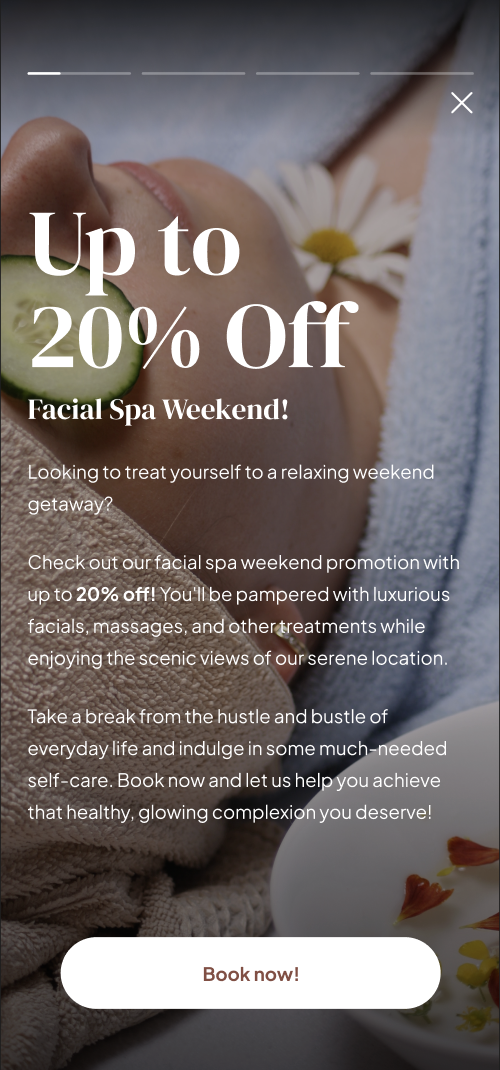 Up to
20% Off
Facial Spa Weekend!
Looking to treat yourself to a relaxing weekend
getaway?
Check out our facial spa weekend promotion with
up to 20% off! You'll be pampered with luxurious
facials, massages, and other treatments while
enjoying the scenic views of our serene location.
Take a break from the hustle and bustle of
everyday life and indulge in some much-needed
self-care. Book now and let us help you achieve
that healthy, glowing complexion you deserve!
Book now!